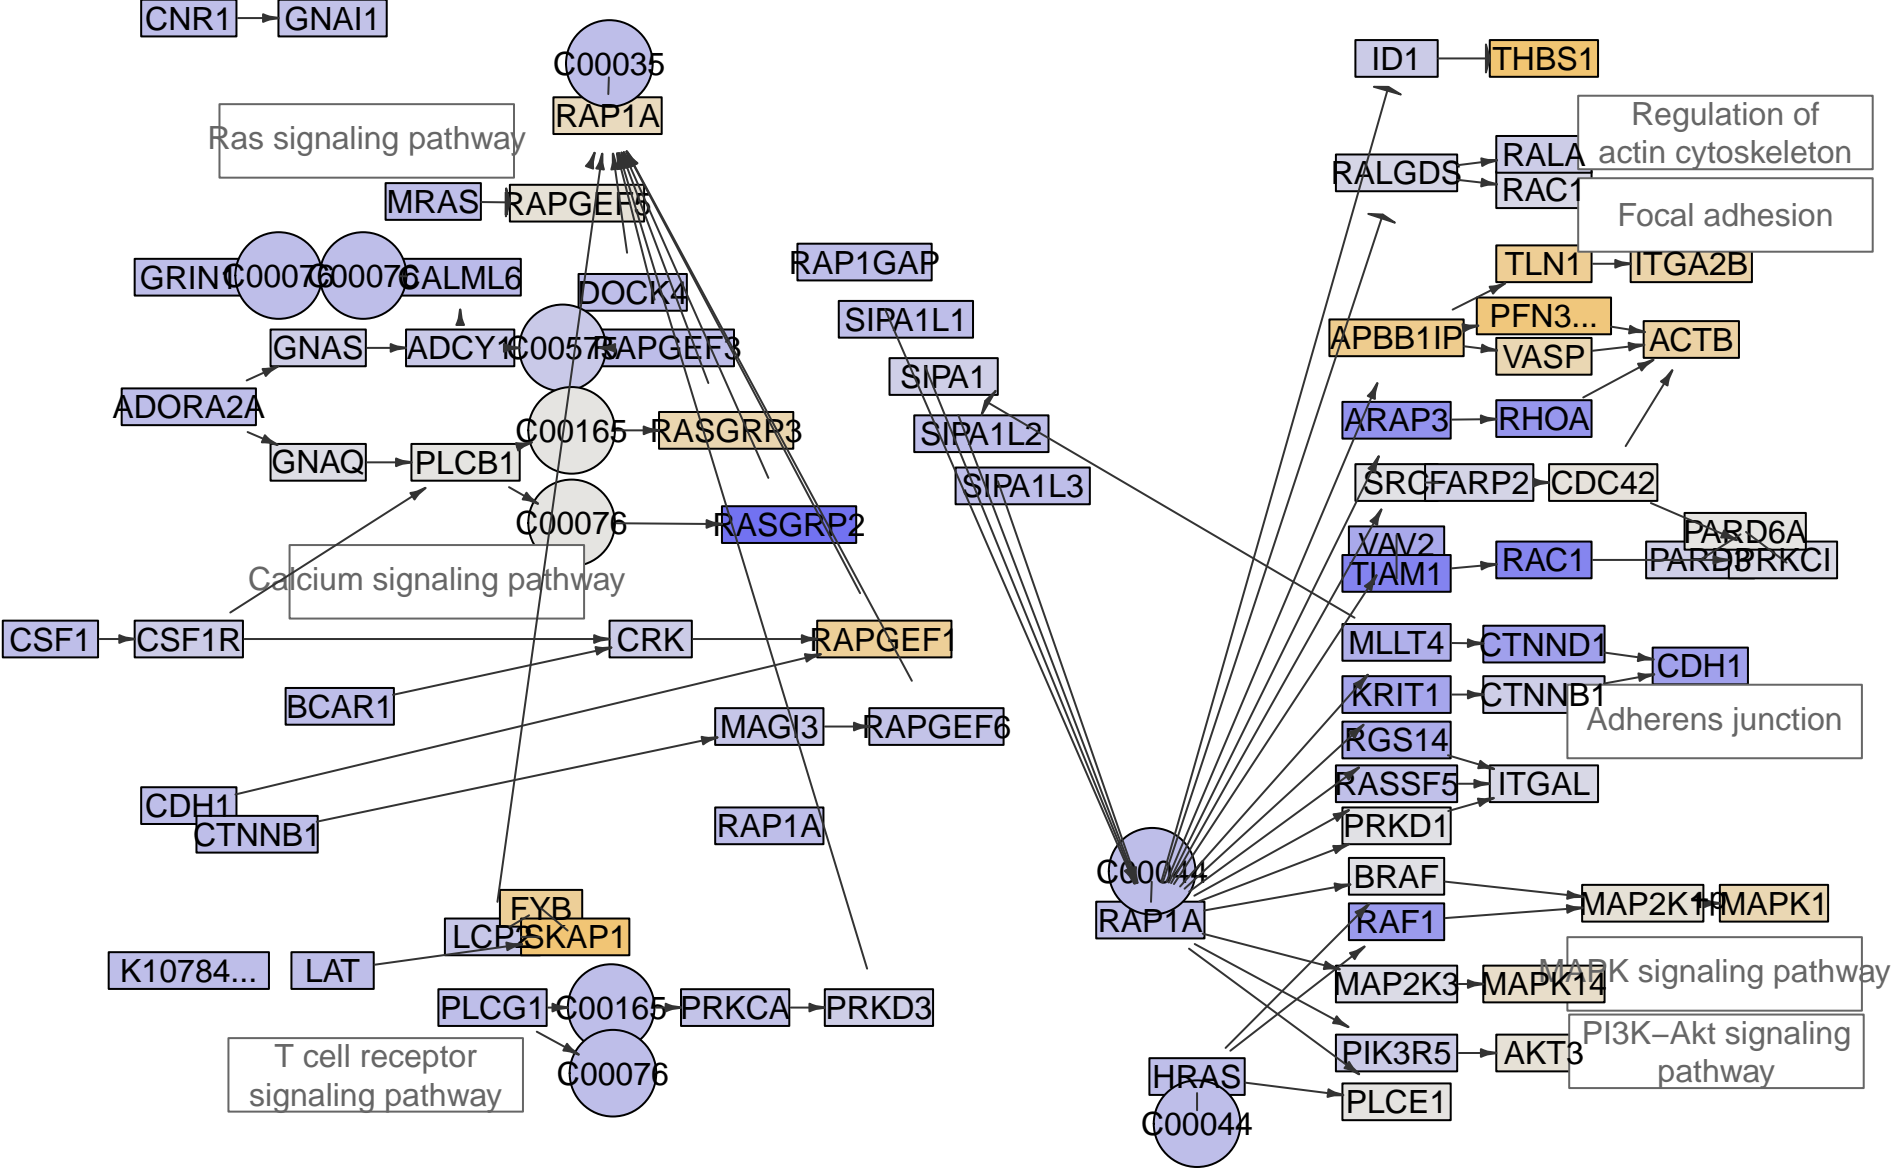 CNR1
GNAI1
C00035
RAP1A
Ras signaling pathway
MRAS
RAPGEF5
GRIN1
C00076
C00076
CALML6
DOCK4
GNAS
ADCY1
C00575
RAPGEF3
ADORA2A
GNAQ
PLCB1
C00165
RASGRP3
C00076
RASGRP2
Calcium signaling pathway
CSF1
CSF1R
CRK
RAPGEF1
BCAR1
MAGI3
RAPGEF6
CDH1
CTNNB1
RAP1A
FYB
LCP2
SKAP1
K10784...
LAT
PLCG1
C00165
PRKCA
PRKD3
C00076
T cell receptor
signaling pathway
RAP1GAP
SIPA1L1
SIPA1
SIPA1L2
SIPA1L3
C00044
RAP1A
HRAS
C00044
ID1
THBS1
Regulation of
actin cytoskeleton
RALGDS
RALA
RAC1
Focal adhesion
TLN1
ITGA2B
APBB1IP
PFN3...
VASP
ACTB
ARAP3
RHOA
SRC
FARP2
CDC42
VAV2
TIAM1
RAC1
PARD6A
PARD3
PRKCI
MLLT4
CTNND1
CDH1
KRIT1
CTNNB1
Adherens junction
RGS14
RASSF5
ITGAL
PRKD1
BRAF
RAF1
MAP2K1
+p
MAPK1
MAP2K3
MAPK14
MAPK signaling pathway
PIK3R5
AKT3
PI3K−Akt signaling
pathway
PLCE1